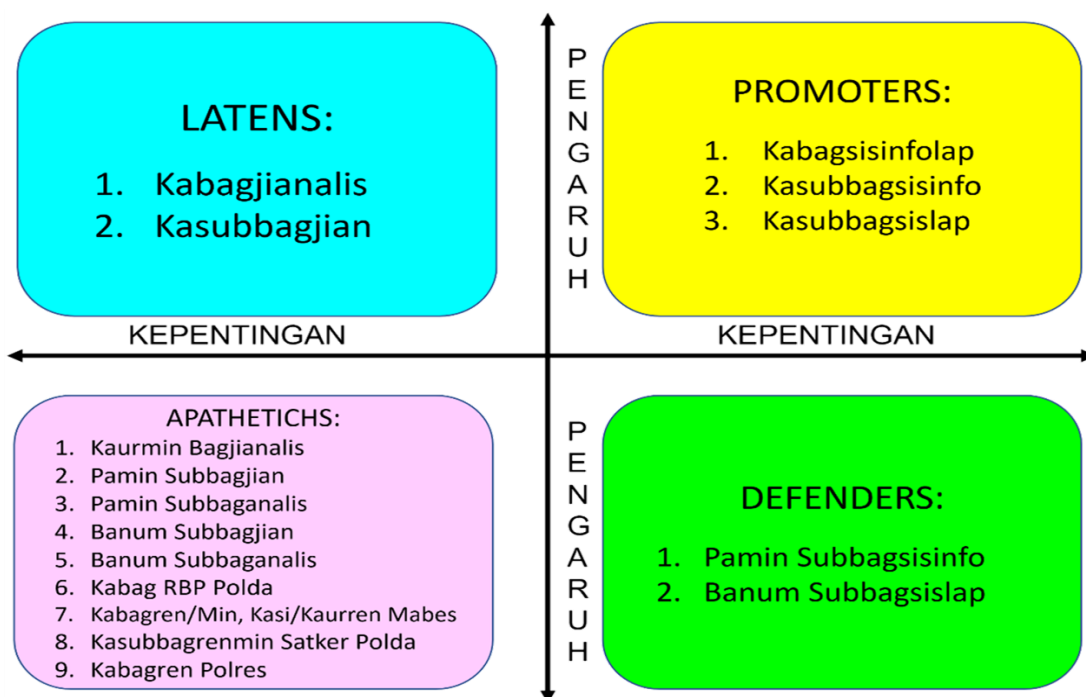 LATENS:
1. Kabagjianalis
2. Kasubbagjian
PENGARUH
PROMOTERS:
1. Kabagsisinfolap
2. Kasubbagsisinfo
3. Kasubbagsislap
KEPENTINGAN
KEPENTINGAN
APATHETICHS:
1. Kaurmin Bagjianalis
2. Pamin Subbagjian
3. Pamin Subbaganalis
4. Banum Subbagjian
5. Banum Subbaganalis
6. Kabag RBP Polda
7. Kabagren/Min, Kasi/Kaurren Mabes
8. Kasubbagrenmin Satker Polda
9. Kabagren Polres
PENGARUH
DEFENDERS:
1. Pamin Subbagsisinfo
2. Banum Subbagsislap